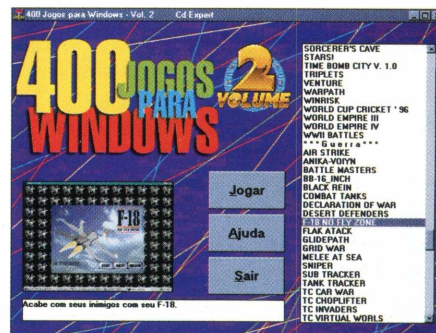 400 Jogos para Windows - Vol. 2 Cd Expert
400 JOGOS
PARA
WINDOWS
2
VOLUME
F-18
Jogar
Ajuda
Sair
Acabe com seus inimigos com seu F-18.
SORCERER'S CAVE
STARS!
TIME BOMB CITY V. 1.0
TRIPLETS
VENTURE
WARPATH
WINRISK
WORLD CUP CRICKET ' 96
WORLD EMPIRE III
WORLD EMPIRE IV
WWII BATTLES
***Guerra***
AIR STRIKE
ANIKA-VOIYN
BATTLE MASTERS
BB-16_INCH
BLACK REIN
COMBAT TANKS
DECLARATION OF WAR
DESERT DEFENDERS
F-18 NO FLY ZONE
FLAK ATACK
GLIDEPATH
GRID WAR
MELEE AT SEA
SNIPER
SUB TRACKER
TANK TRACKER
TC CAR WAR
TC CHOPLIFTER
TC INVADERS
TC VIRTUAL WORLS